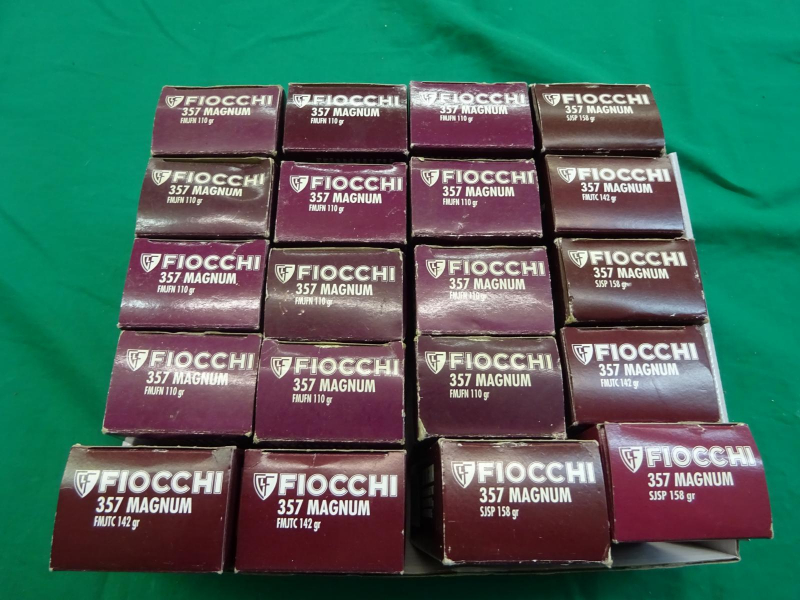 FIOCCHI
357 MAGNUM
FMJFN 110 gr
FIOCCHI
357 MAGNUM
FMJFN 110 gr
FIOCCHI
357 MAGNUM
FMJFN 110 gr
FIOCCHI
357 MAGNUM
SJSP 158 gr
FIOCCHI
357 MAGNUM
FMJFN 110 gr
FIOCCHI
357 MAGNUM
FMJFN 110 gr
FIOCCHI
357 MAGNUM
FMJFN 110 gr
FIOCCHI
357 MAGNUM
FMJTC 142 gr
FIOCCHI
357 MAGNUM
FMJFN 110 gr
FIOCCHI
357 MAGNUM
FMJFN 110 gr
FIOCCHI
357 MAGNUM
FMJFN 110 gr
FIOCCHI
357 MAGNUM
SJSP 158 gr
FIOCCHI
357 MAGNUM
FMJFN 110 gr
FIOCCHI
357 MAGNUM
FMJFN 110 gr
FIOCCHI
357 MAGNUM
FMJFN 110 gr
FIOCCHI
357 MAGNUM
FMJTC 142 gr
FIOCCHI
357 MAGNUM
FMJTC 142 gr
FIOCCHI
357 MAGNUM
FMJTC 142 gr
FIOCCHI
357 MAGNUM
SJSP 158 gr
FIOCCHI
357 MAGNUM
SJSP 158 gr